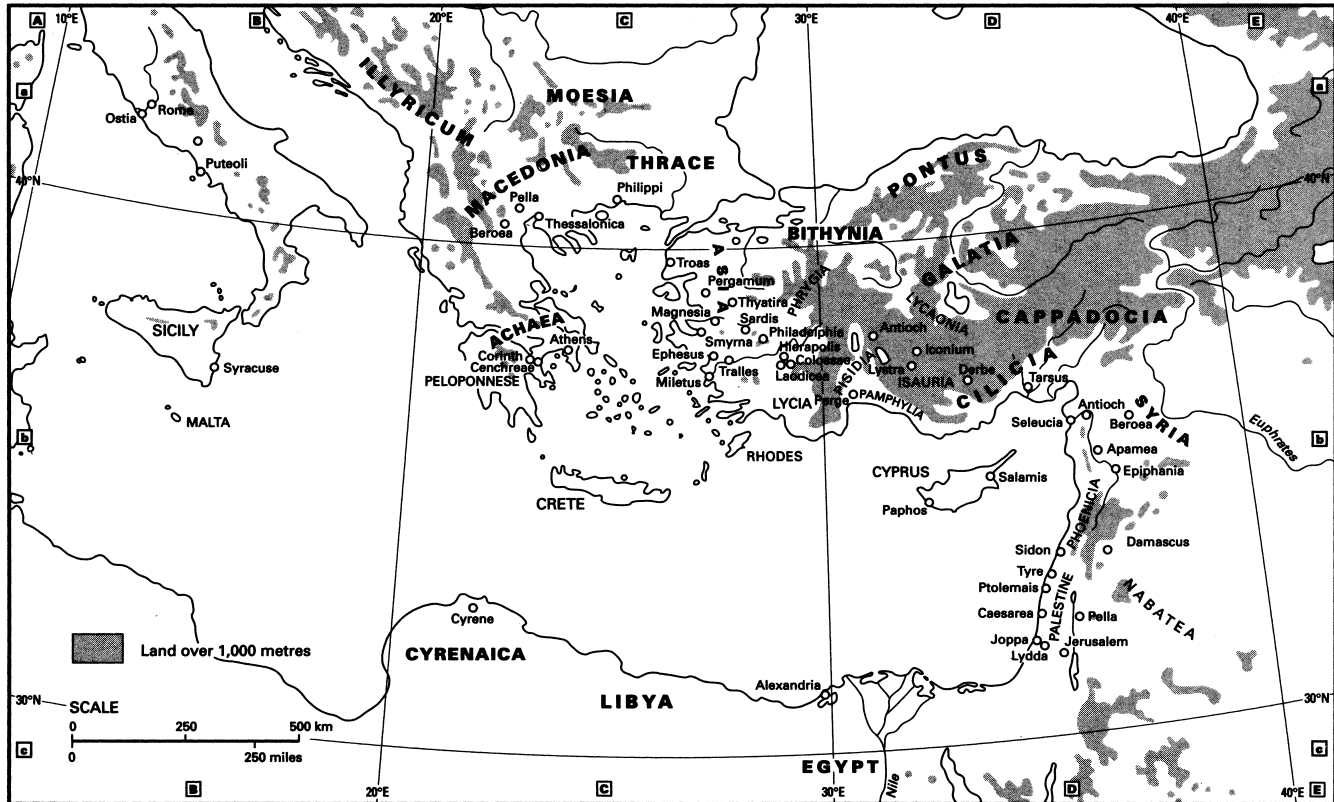 A 10°E B 20°E C 30°E D 40°E E
a a
ILLYRICUM
MOESIA
Rome
Ostia
Puteoli
MACEDONIA
THRACE
PONTUS
40°N 40°N
Philippi
Pella
Thessalonica
Beroea
BITHYNIA
ASIA
GALATIA
Troas
PHRYGIA
Pergamum
Thyatira
LYCAONIA
Magnesia
Sardis
CAPPADOCIA
SICILY
ACHAEA
Athens
Smyrna
Philadelphia
Antioch
Hierapolis
Iconium
Corinth
Cenchreae
Ephesus
Colossae
Syracuse
Tralles
Laodicea
PISIDIA
Lystra
Derbe
CILICIA
Tarsus
PELOPONNESE
Miletus
ISAURIA
LYCIA
Perge
PAMPHYLIA
Antioch
SYRIA
MALTA
Seleucia
Beroea
Euphrates
b b
RHODES
Apamea
CYPRUS
Salamis
Epiphania
CRETE
Paphos
PHOENICIA
Sidon
Damascus
Tyre
Ptolemais
PALESTINE
NABATEA
Cyrene
Caesarea
Pella
Land over 1,000 metres
CYRENAICA
Joppa
Jerusalem
Lydda
Alexandria
30°N 30°N
SCALE
LIBYA
0 250 500 km
0 250 miles
c c
EGYPT
Nile
B 20°E C 30°E D 40°E E